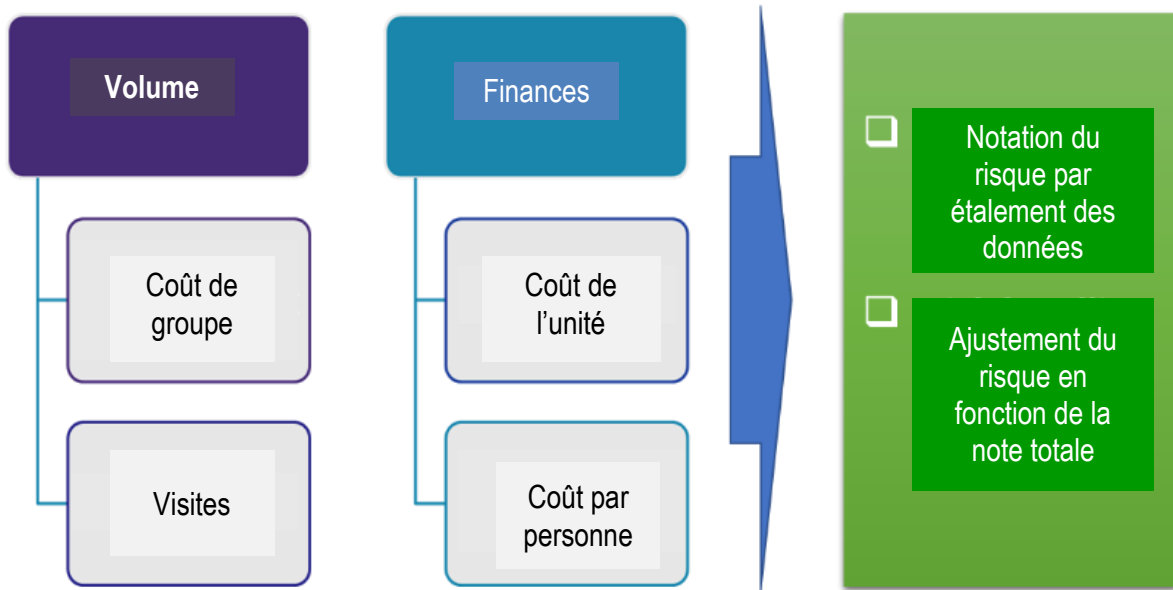 Volume
Coût de
groupe
Visites
Finances
Coût de
l’unité
Coût par
personne
Notation du
risque par
étalement des
données
Ajustement du
risque en
fonction de la
note totale